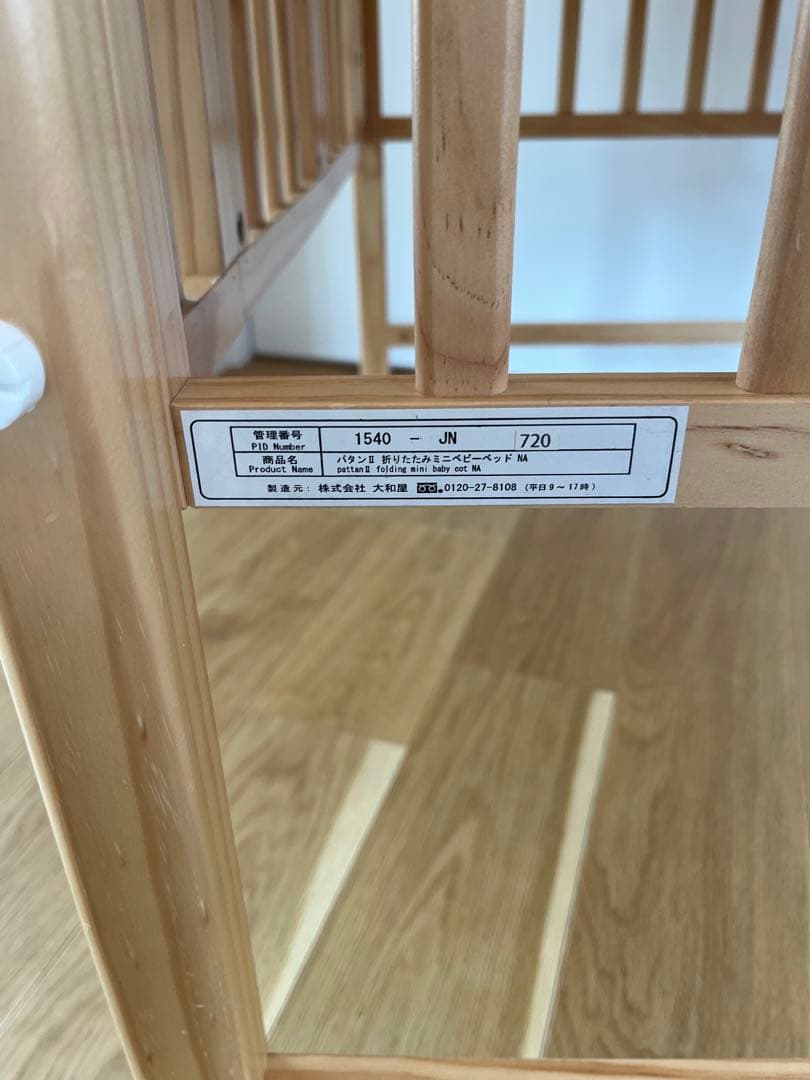 管理番号 1540 - JN 720
PID Number
商品名 パタンⅡ 折りたたみミニベビーベッド NA
Product Name pattanⅡ folding mini baby cot NA
製造元: 株式会社 大和屋 0120-27-8108 (平日9～17時)